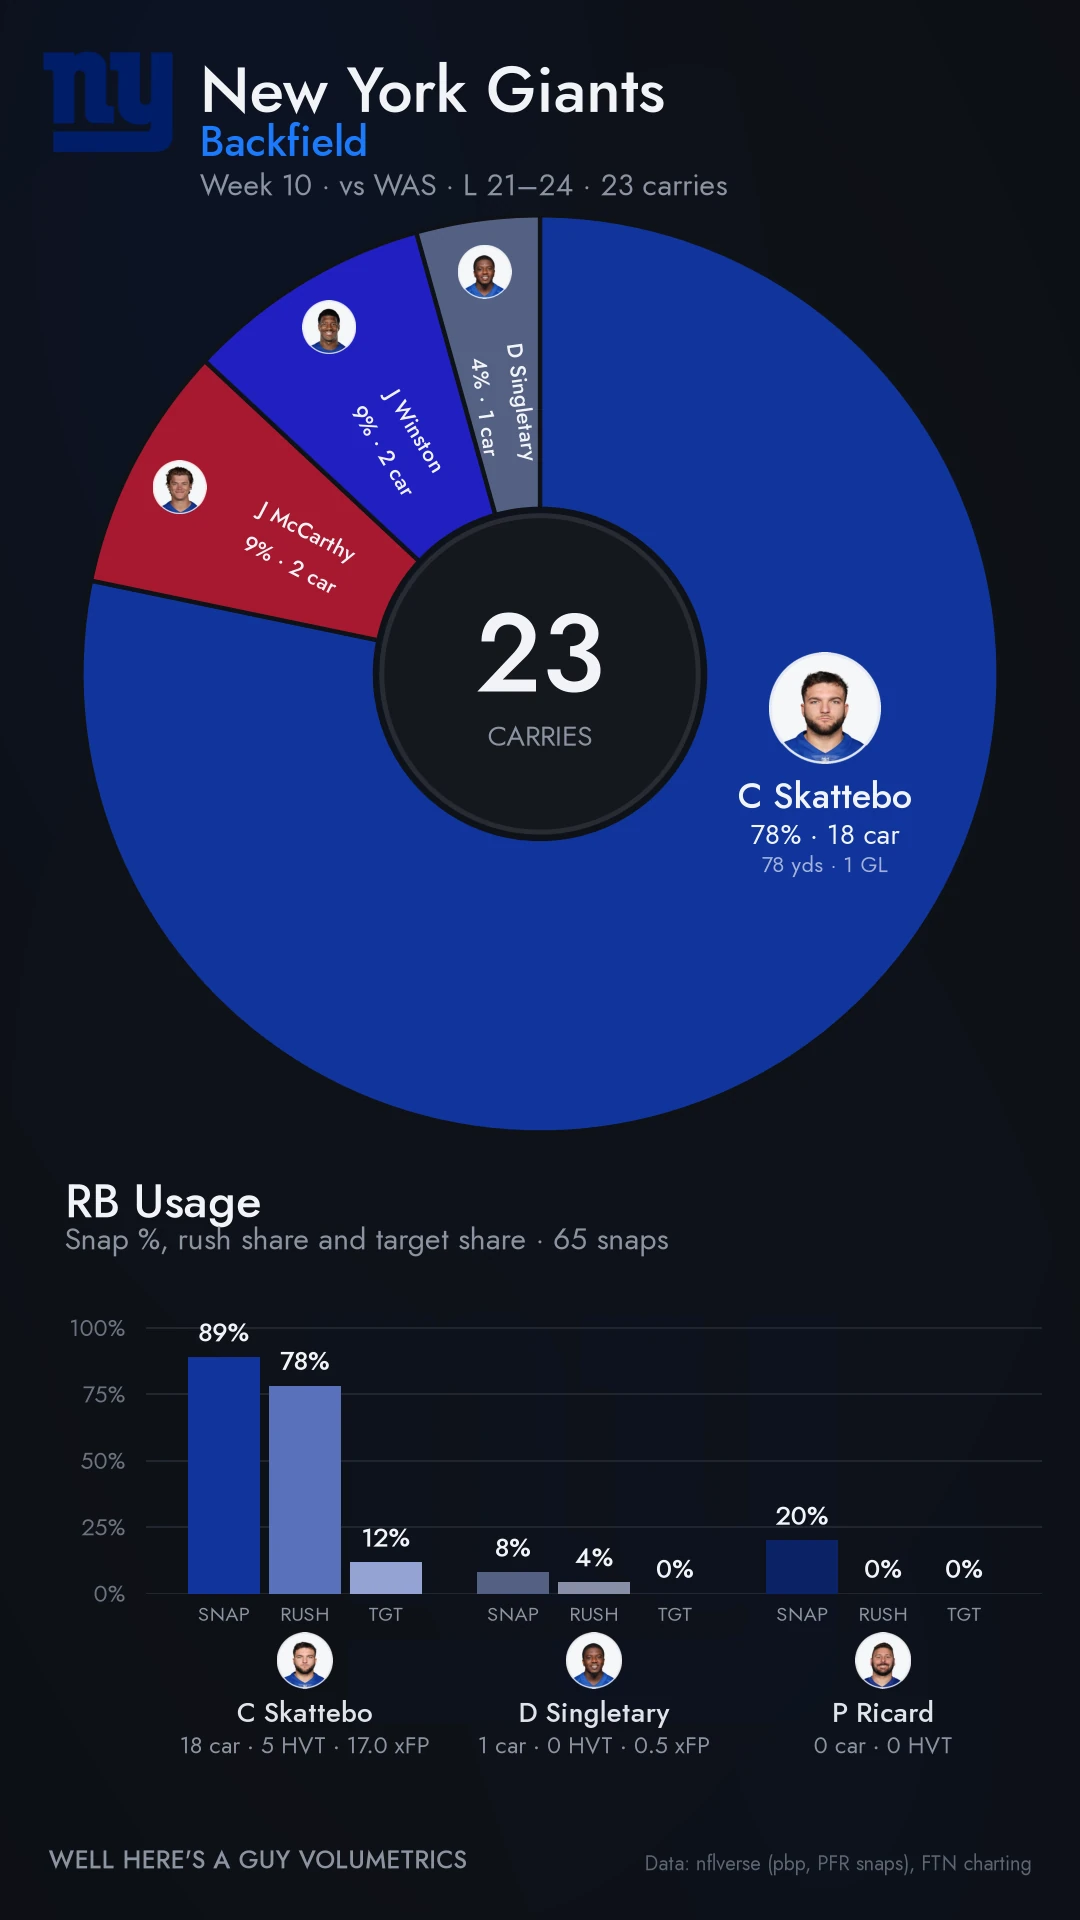 ny
New York Giants
Backfield
Week 10 · vs WAS · L 21–24 · 23 carries
D Singletary
4% · 1 car
J Winston
9% · 2 car
J McCarthy
9% · 2 car
23
CARRIES
C Skattebo
78% · 18 car
78 yds · 1 GL
RB Usage
Snap %, rush share and target share · 65 snaps
100%
75%
50%
25%
0%
89%
78%
12%
8%
4%
0%
20%
0%
0%
SNAP RUSH TGT
SNAP RUSH TGT
SNAP RUSH TGT
C Skattebo
18 car · 5 HVT · 17.0 xFP
D Singletary
1 car · 0 HVT · 0.5 xFP
P Ricard
0 car · 0 HVT
WELL HERE'S A GUY VOLUMETRICS
Data: nflverse (pbp, PFR snaps), FTN charting